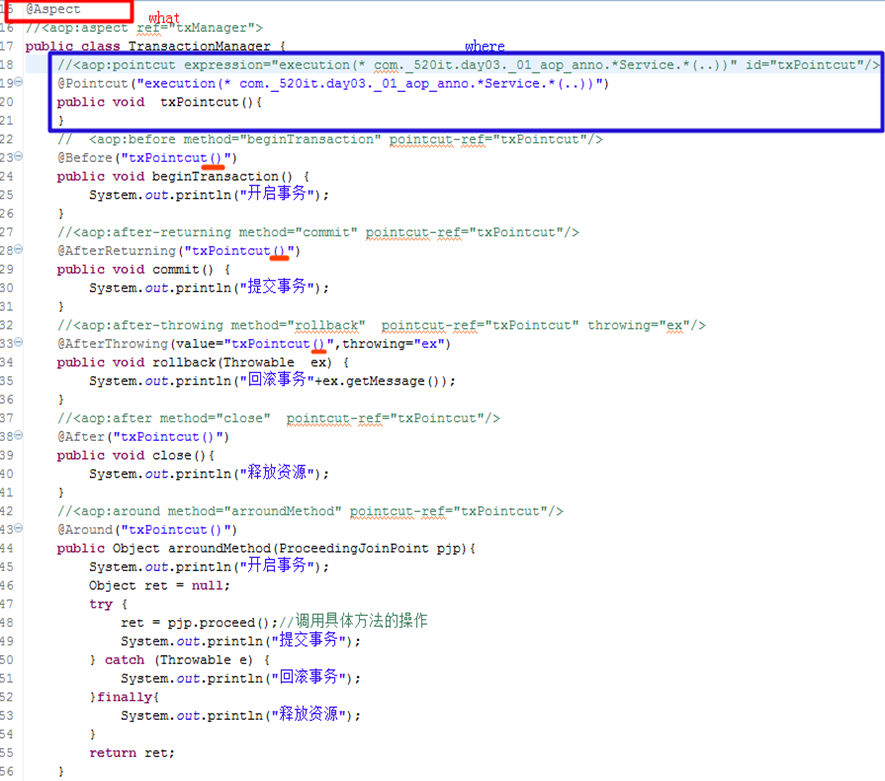 15 @Aspect
what
16 //<aop:aspect ref="txManager">
17 public class TransactionManager {
where
18 //<aop:pointcut expression="execution(* com._520it.day03._01_aop_anno.*Service.*(..))" id="txPointcut"/>
19 @Pointcut("execution(* com._520it.day03._01_aop_anno.*Service.*(..))")
20 public void  txPointcut(){
21 }
22 //  <aop:before method="beginTransaction" pointcut-ref="txPointcut"/>
23 @Before("txPointcut()")
24 public void beginTransaction() {
25 System.out.println("开启事务");
26 }
27 //<aop:after-returning method="commit" pointcut-ref="txPointcut"/>
28 @AfterReturning("txPointcut()")
29 public void commit() {
30 System.out.println("提交事务");
31 }
32 //<aop:after-throwing method="rollback"  pointcut-ref="txPointcut" throwing="ex"/>
33 @AfterThrowing(value="txPointcut()",throwing="ex")
34 public void rollback(Throwable  ex) {
35 System.out.println("回滚事务"+ex.getMessage());
36 }
37 //<aop:after method="close"  pointcut-ref="txPointcut"/>
38 @After("txPointcut()")
39 public void close(){
40 System.out.println("释放资源");
41 }
42 //<aop:around method="arroundMethod" pointcut-ref="txPointcut"/>
43 @Around("txPointcut()")
44 public Object arroundMethod(ProceedingJoinPoint pjp){
45 System.out.println("开启事务");
46 Object ret = null;
47 try {
48 ret = pjp.proceed();//调用具体方法的操作
49 System.out.println("提交事务");
50 } catch (Throwable e) {
51 System.out.println("回滚事务");
52 }finally{
53 System.out.println("释放资源");
54 }
55 return ret;
56 }